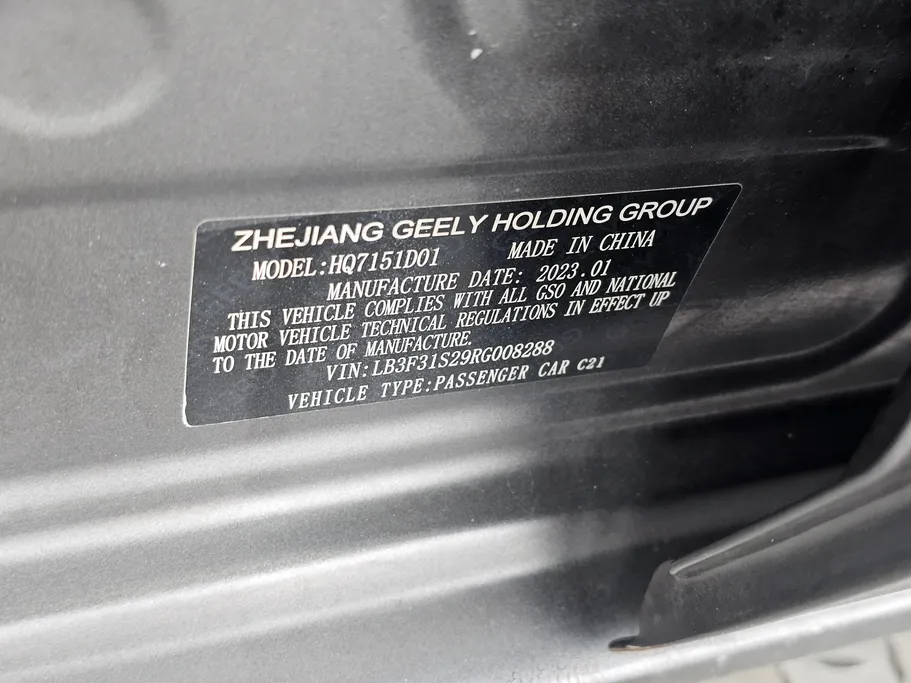 ZHEJIANG GEELY HOLDING GROUP
MODEL:HQ7151D01 MADE IN CHINA
MANUFACTURE DATE: 2023.01
THIS VEHICLE COMPLIES WITH ALL GSO AND NATIONAL
MOTOR VEHICLE TECHNICAL REGULATIONS IN EFFECT UP
TO THE DATE OF MANUFACTURE.
VIN:LB3F31S29RG008288
VEHICLE TYPE:PASSENGER CAR C21